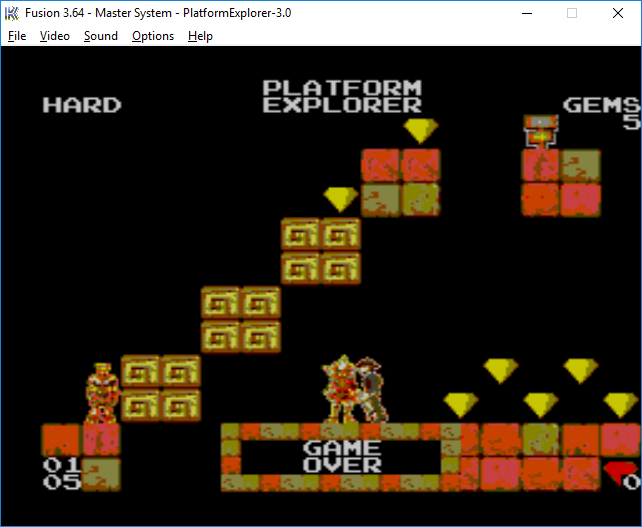 Fusion 3.64 - Master System - PlatformExplorer-3.0
File Video Sound Options Help
PLATFORM
HARD EXPLORER GEMS
5
GAME
01 OVER
05 0